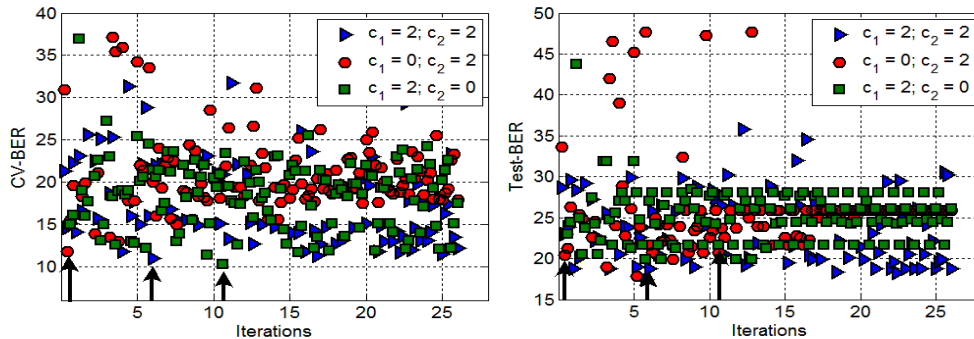 40
35
30
25
20
15
10
CV-BER
0
5
10
15
20
25
Iterations
c1 = 2; c2 = 2
c1 = 0; c2 = 2
c1 = 2; c2 = 0
50
45
40
35
30
25
20
15
Test-BER
0
5
10
15
20
25
Iterations
c1 = 2; c2 = 2
c1 = 0; c2 = 2
c1 = 2; c2 = 0